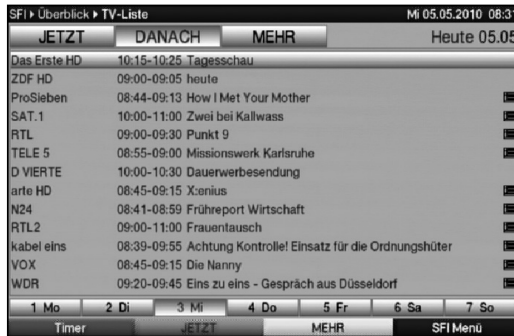 SFI ▸ Überblick ▸ TV-Liste Mi 05.05.2010 08:31
JETZT DANACH MEHR Heute 05.05
Das Erste HD 10:15-10:25 Tagesschau
ZDF HD 09:00-09:05 heute
ProSieben 08:44-09:13 How I Met Your Mother
SAT.1 10:00-11:00 Zwei bei Kallwass
RTL 09:00-09:30 Punkt 9
TELE 5 08:55-09:00 Missionswerk Karlsruhe
D VIERTE 10:00-10:30 Dauerwerbesendung
arte HD 08:45-09:15 X:enius
N24 08:41-08:59 Frühreport Wirtschaft
RTL2 09:00-11:00 Frauentausch
kabel eins 08:39-09:55 Achtung Kontrolle! Einsatz für die Ordnungshüter
VOX 08:45-09:15 Die Nanny
WDR 09:20-09:45 Eins zu eins - Gespräch aus Düsseldorf
1 Mo 2 Di 3 Mi 4 Do 5 Fr 6 Sa 7 So
Timer JETZT MEHR SFI Menü